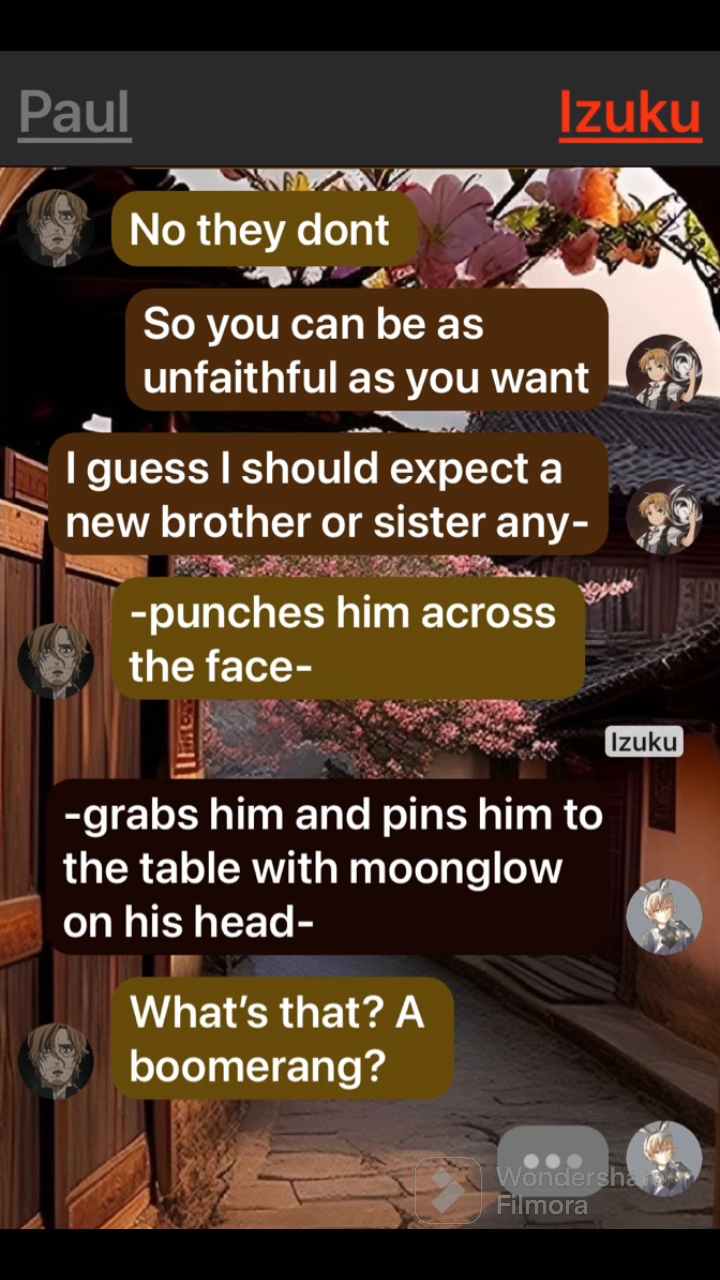 Paul
Izuku
No they dont
So you can be as
unfaithful as you want
I guess I should expect a
new brother or sister any-
-punches him across
the face-
Izuku
-grabs him and pins him to
the table with moonglow
on his head-
What's that? A
boomerang?
Wondershare
Filmora